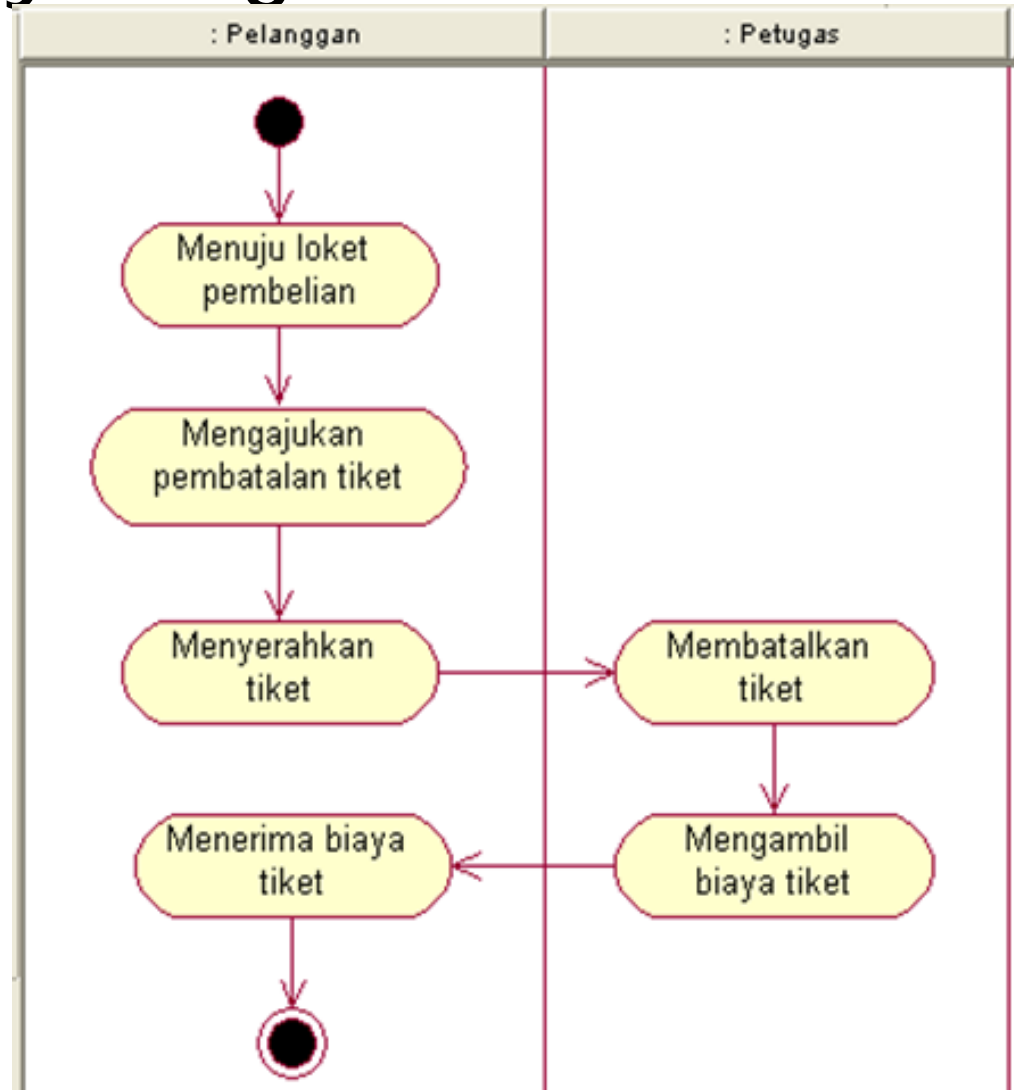 : Pelanggan
: Petugas
Menuju loket
pembelian
Mengajukan
pembatalan tiket
Menyerahkan
tiket
Membatalkan
tiket
Menerima biaya
tiket
Mengambil
biaya tiket